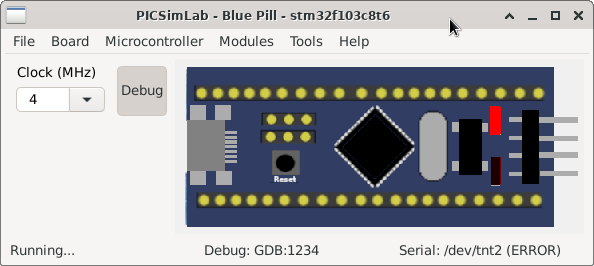 PICSimLab - Blue Pill - stm32f103c8t6
File Board Microcontroller Modules Tools Help
Clock (MHz)
4
Debug
Reset
Running... Debug: GDB:1234 Serial: /dev/tnt2 (ERROR)